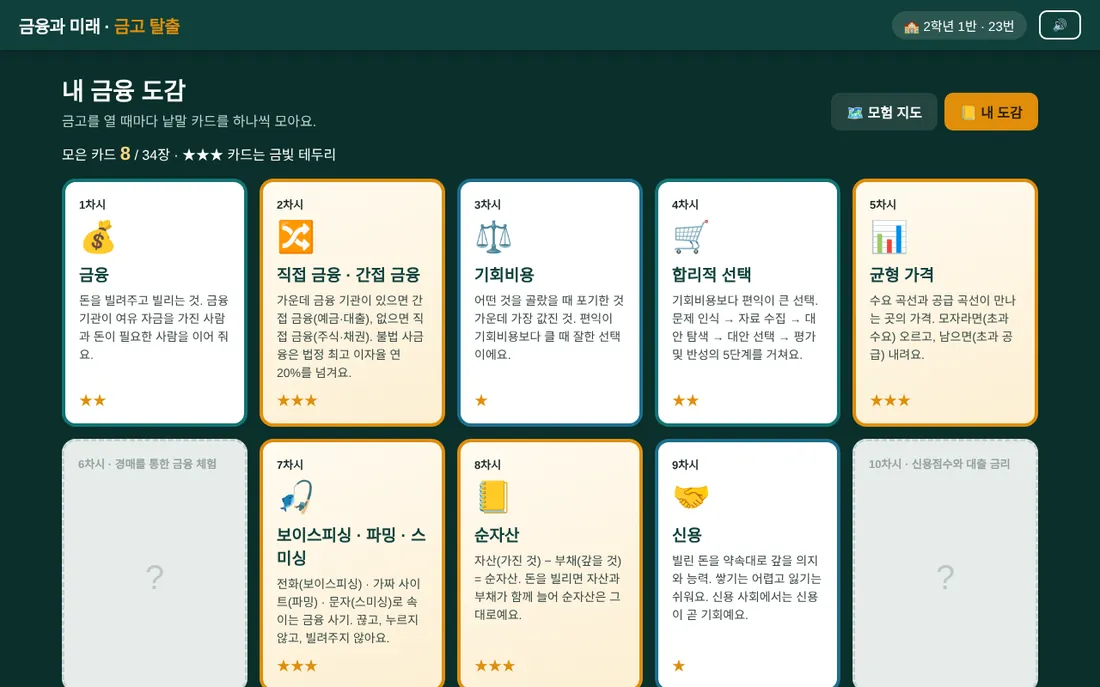 금융과 미래 · 금고 탈출
🏫 2학년 1반 · 23번
내 금융 도감
금고를 열 때마다 낱말 카드를 하나씩 모아요.
🗺️ 모험 지도
📒 내 도감
모은 카드 8 / 34장 · ★★★ 카드는 금빛 테두리
1차시
금융
돈을 빌려주고 빌리는 것. 금융
기관이 여유 자금을 가진 사람
과 돈이 필요한 사람을 이어 줘
요.
★★
2차시
직접 금융 · 간접 금융
가운데 금융 기관이 있으면 간
접 금융(예금·대출), 없으면 직
접 금융(주식·채권). 불법 사금
융은 법정 최고 이자율 연
20%를 넘겨요.
★★★
3차시
기회비용
어떤 것을 골랐을 때 포기한 것
가운데 가장 값진 것. 편익이
기회비용보다 클 때 잘한 선택
이에요.
★
4차시
합리적 선택
기회비용보다 편익이 큰 선택.
문제 인식 → 자료 수집 → 대
안 탐색 → 대안 선택 → 평가
및 반성의 5단계를 거쳐요.
★★
5차시
균형 가격
수요 곡선과 공급 곡선이 만나
는 곳의 가격. 모자라면(초과
수요) 오르고, 남으면(초과 공
급) 내려요.
★★★
6차시 · 경매를 통한 금융 체험
?
7차시
보이스피싱 · 파밍 · 스
미싱
전화(보이스피싱) · 가짜 사이
트(파밍) · 문자(스미싱)로 속
이는 금융 사기. 끊고, 누르지
않고, 빌려주지 않아요.
★★★
8차시
순자산
자산(가진 것) − 부채(갚을 것)
= 순자산. 돈을 빌리면 자산과
부채가 함께 늘어 순자산은 그
대로예요.
★★★
9차시
신용
빌린 돈을 약속대로 갚을 의지
와 능력. 쌓기는 어렵고 잃기는
쉬워요. 신용 사회에서는 신용
이 곧 기회예요.
★
10차시 · 신용점수와 대출 금리
?